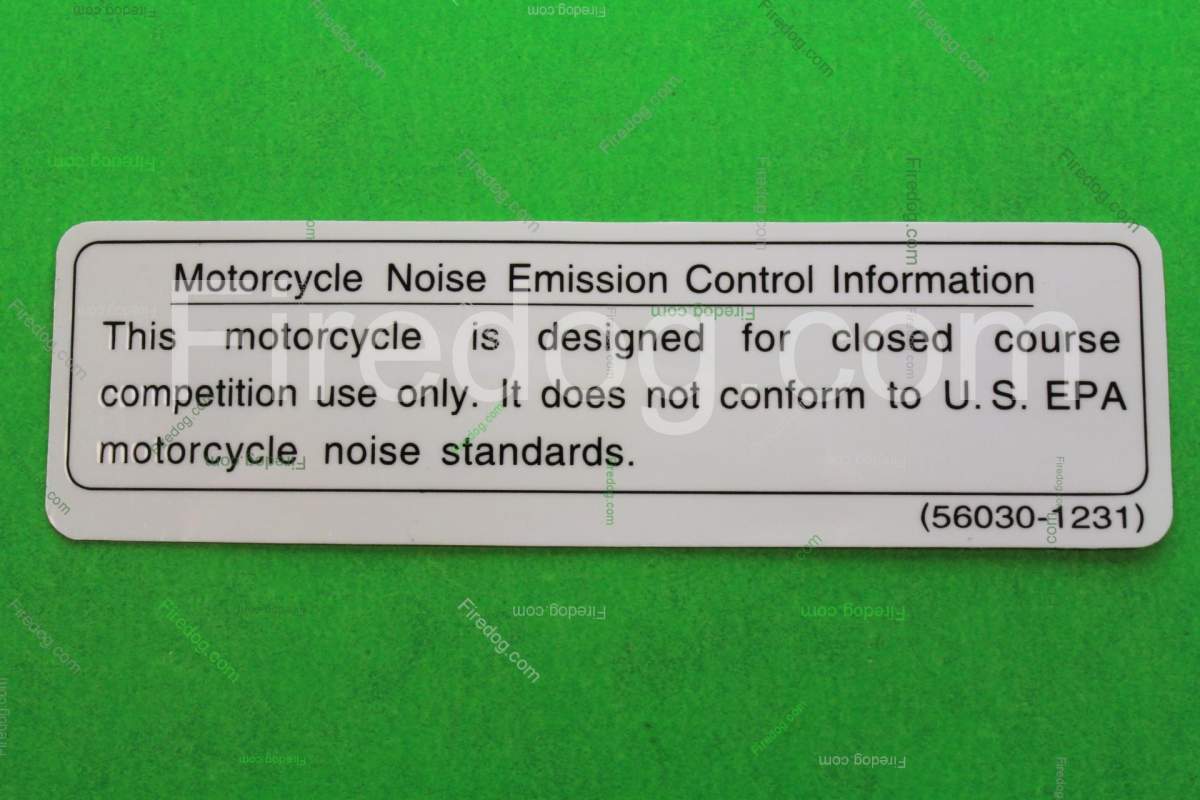 Motorcycle Noise Emission Control Information
This motorcycle is designed for closed course
competition use only. It does not conform to U.S. EPA
motorcycle noise standards.
(56030-1231)
Firedog.com